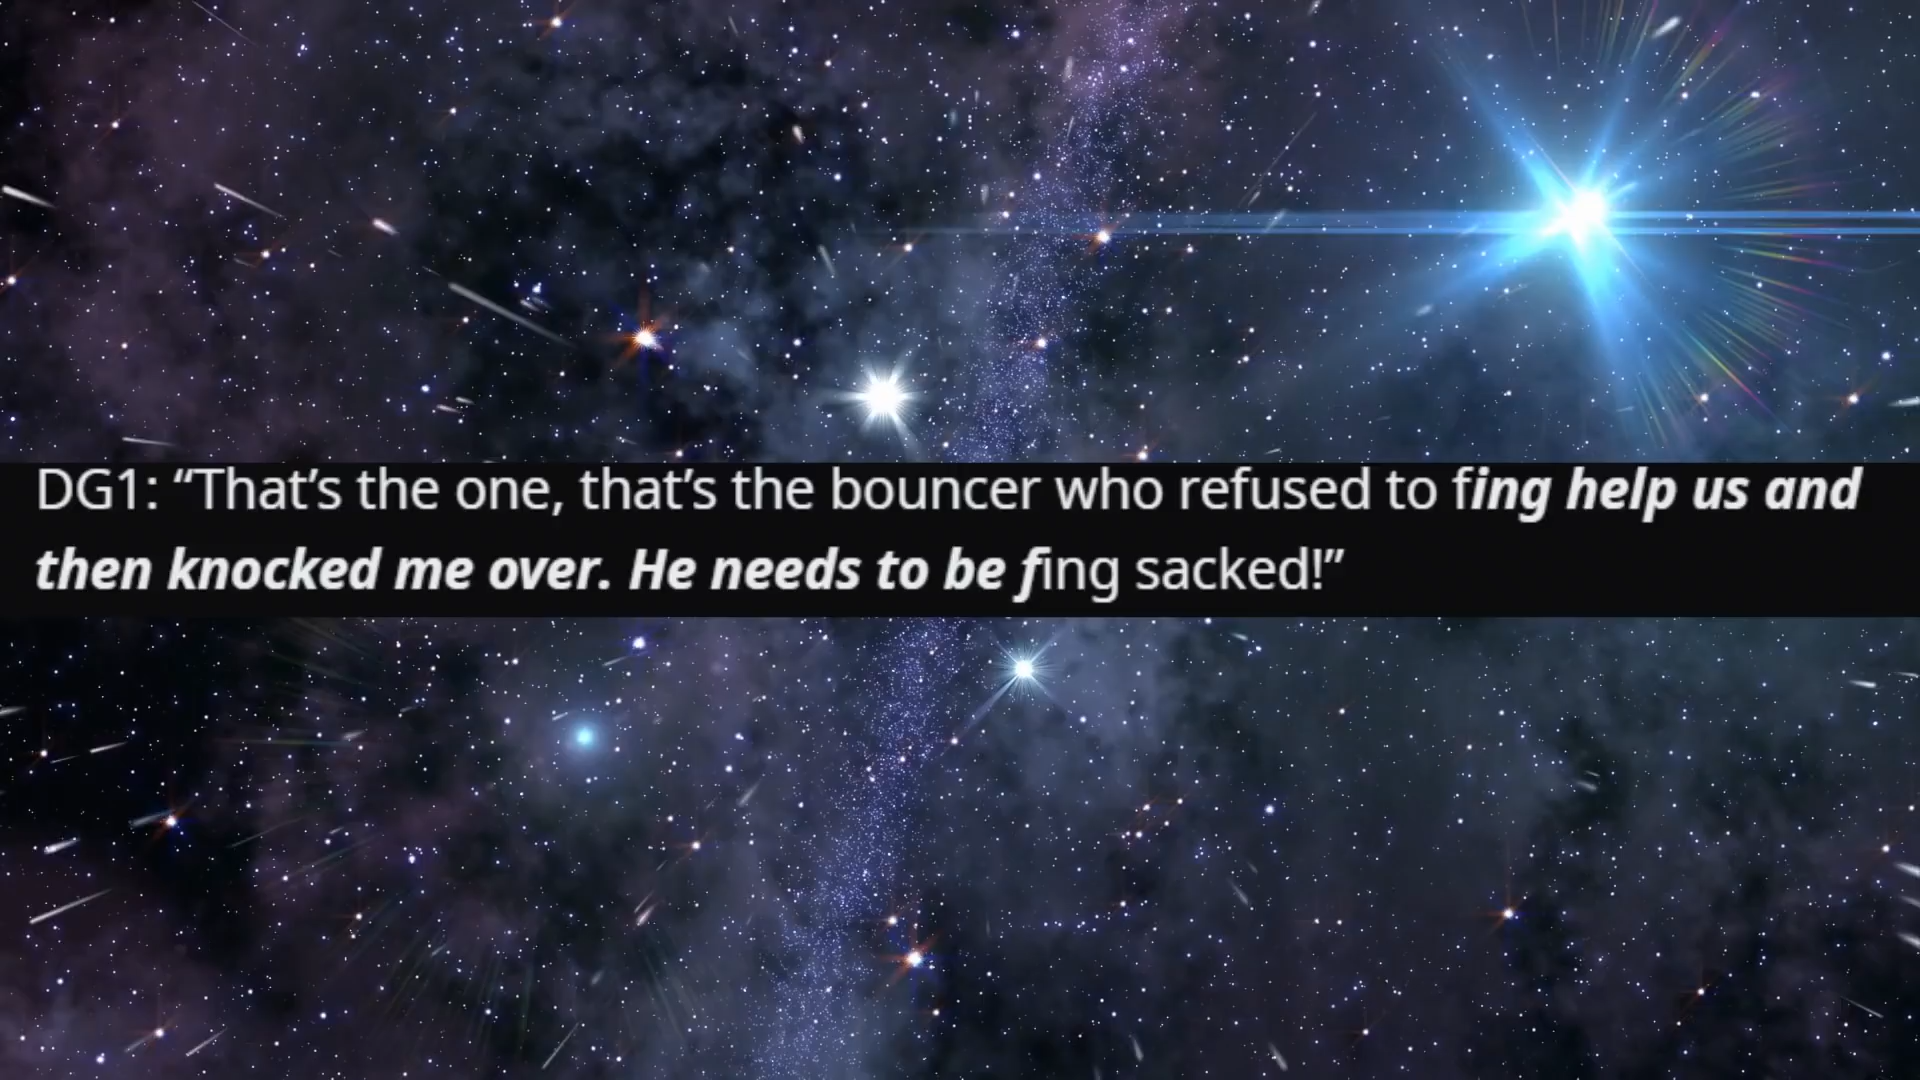 DG1: “That’s the one, that’s the bouncer who refused to fing help us and
then knocked me over. He needs to be fing sacked!”